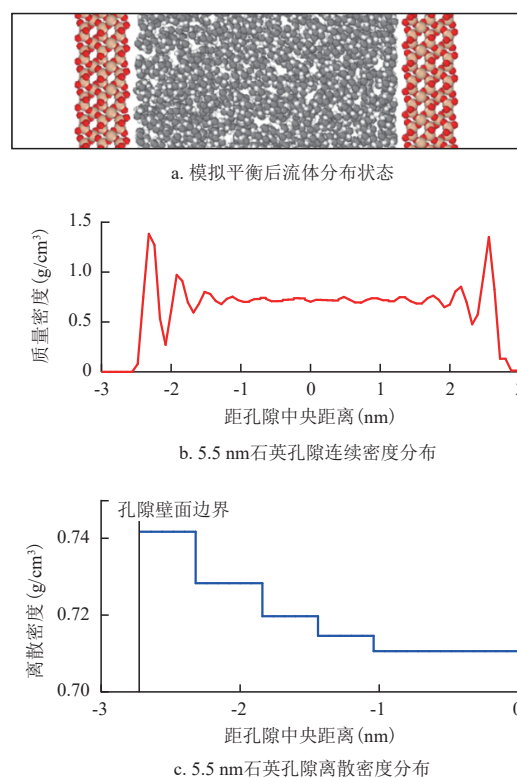 a. 模拟平衡后流体分布状态
1.5
1.0
0.5
0
质量密度(g/cm³)
-3 -2 -1 0 1 2 3
距孔隙中央距离(nm)
b. 5.5 nm石英孔隙连续密度分布
孔隙壁面边界
0.74
0.72
0.70
离散密度(g/cm³)
-3 -2 -1 0
距孔隙中央距离(nm)
c. 5.5 nm石英孔隙离散密度分布